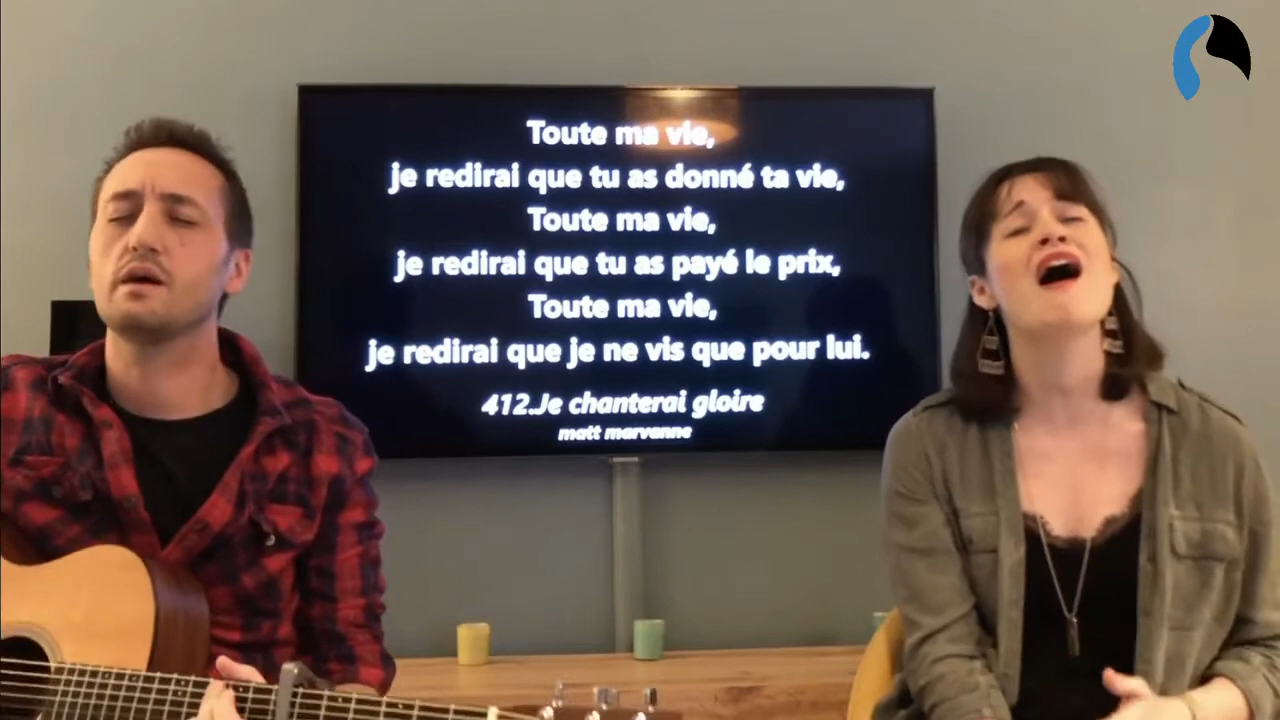 Toute ma vie,
je redirai que tu as donné ta vie,
Toute ma vie,
je redirai que tu as payé le prix,
Toute ma vie,
je redirai que je ne vis que pour lui.
412.Je chanterai gloire
matt marvanne